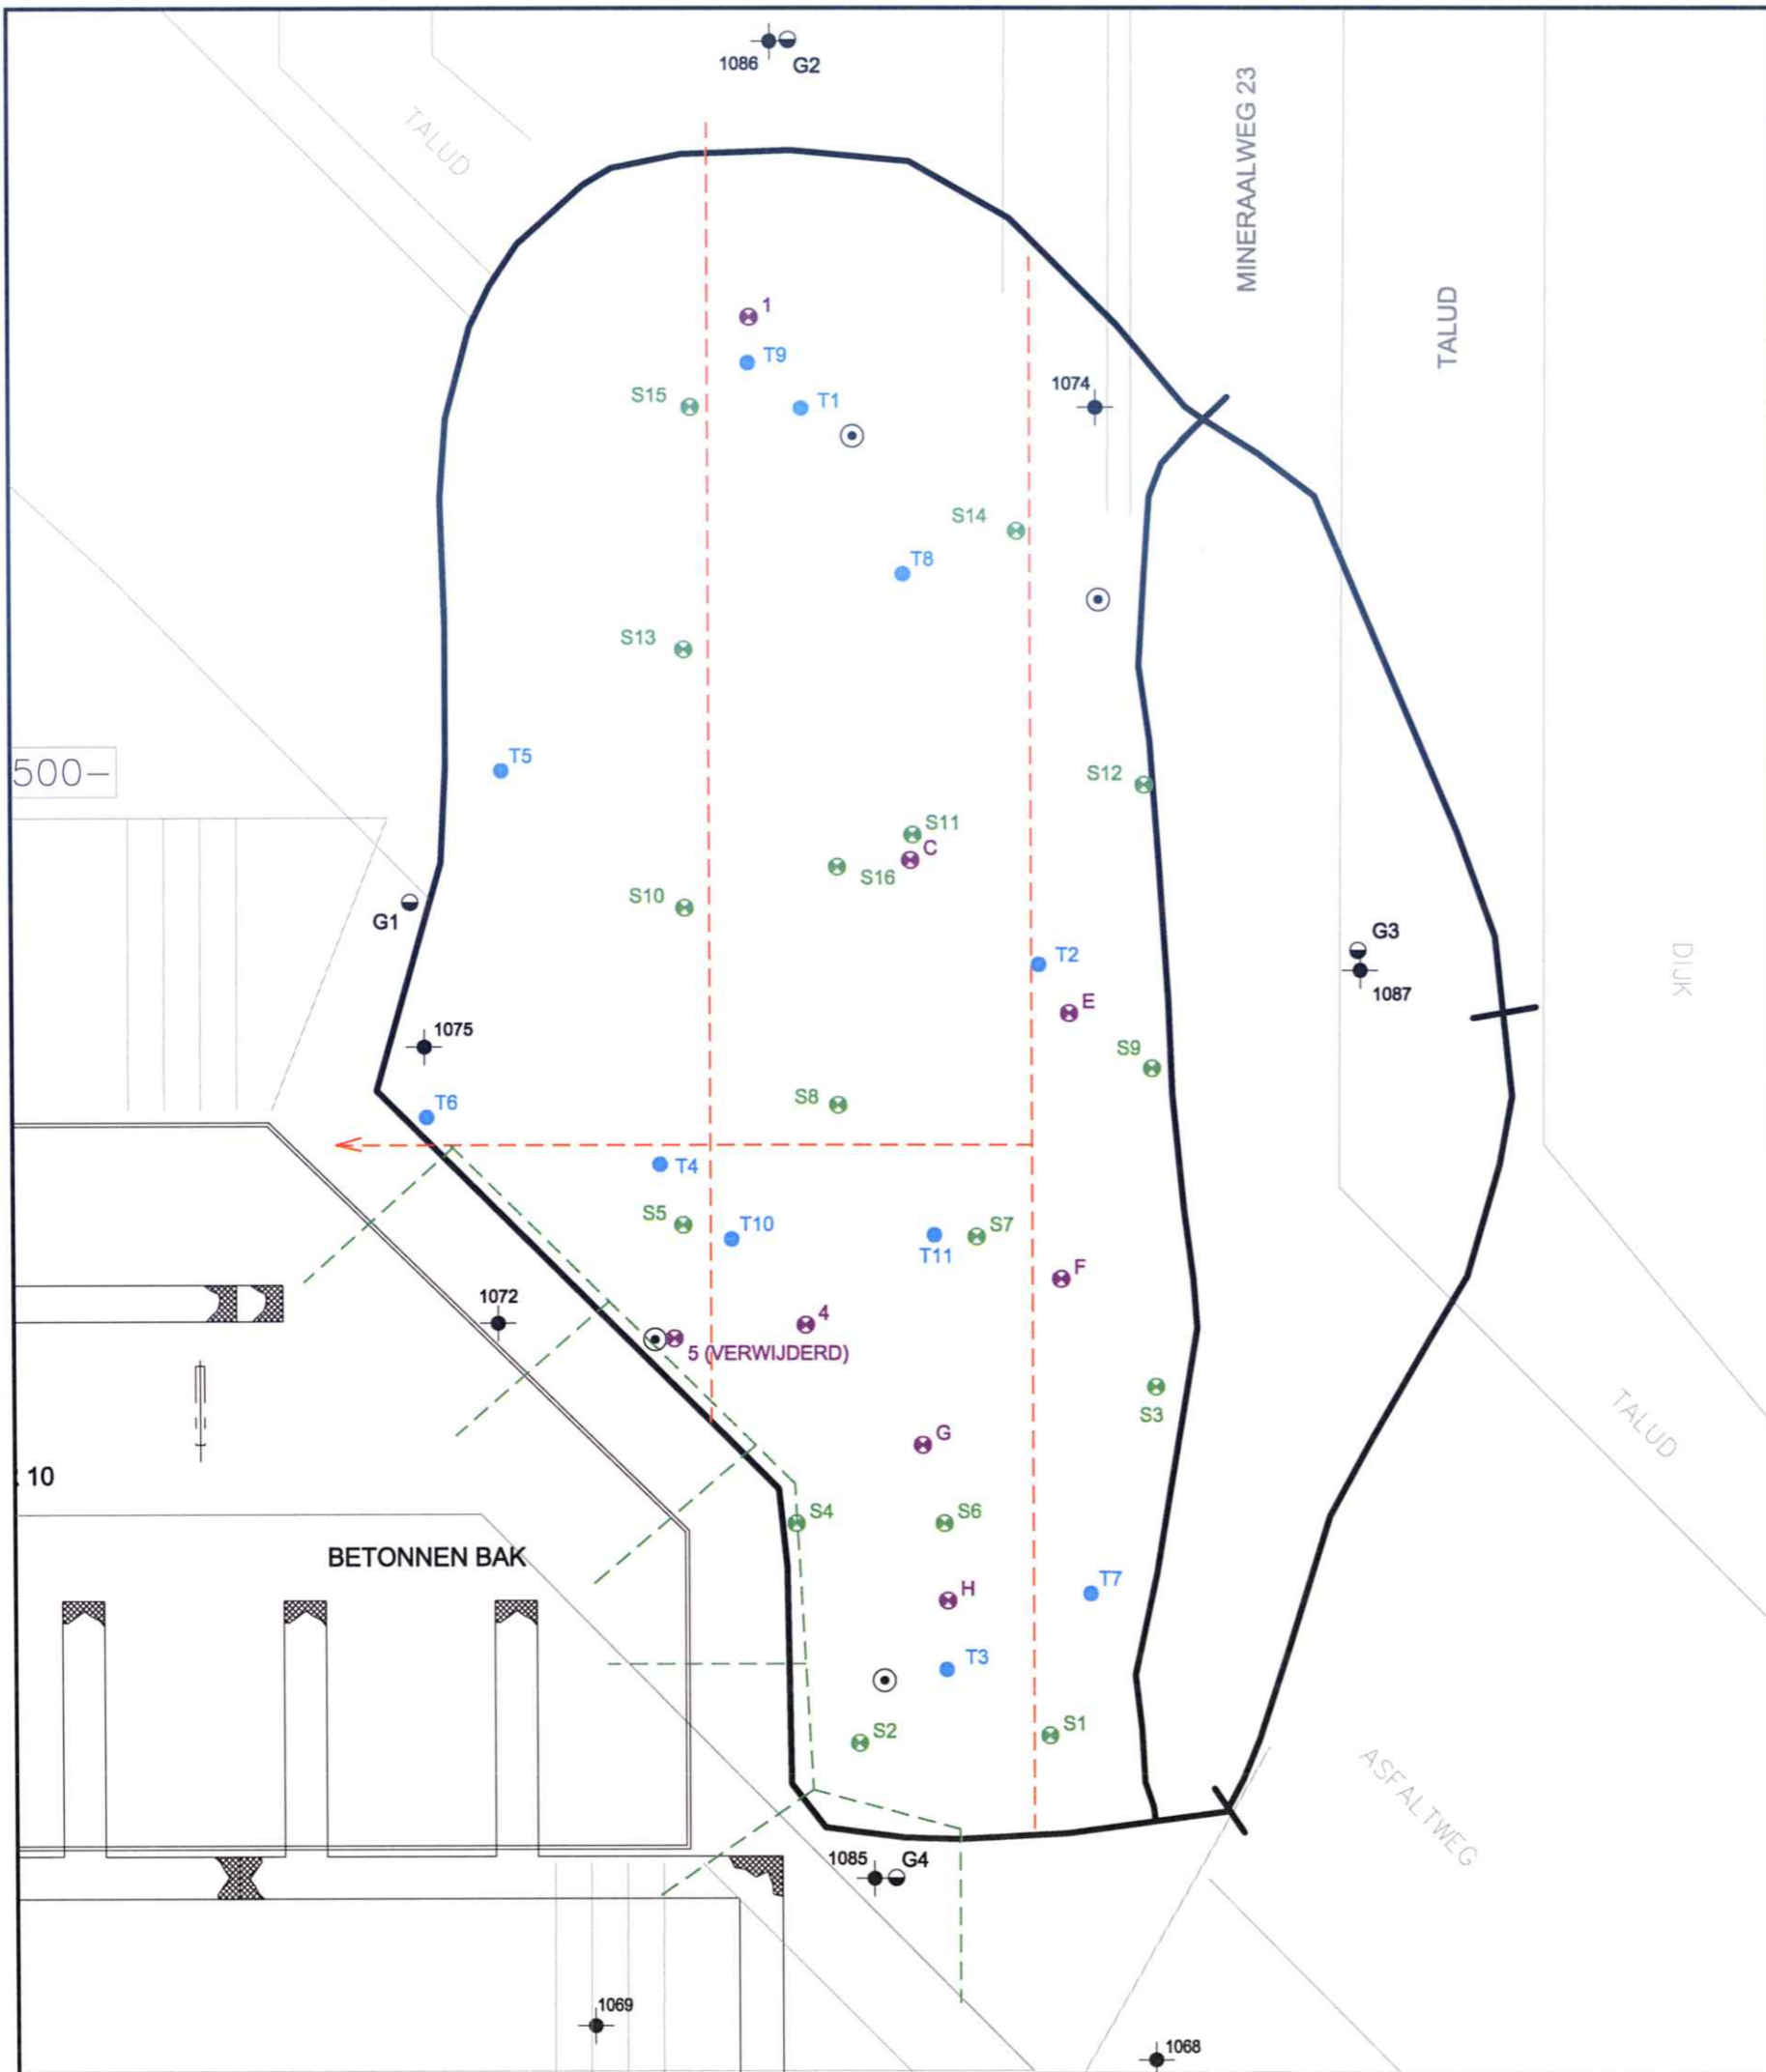 1086
G2
TALUD
MINERAALWEG 23
TALUD
1
T9
S15
T1
1074
S14
T8
S13
T5
500-
S12
S11
C
S16
S10
G1
G3
T2
1087
DIJK
E
1075
S9
T6
S8
T4
S5
T10
T11
S7
F
1072
4
5 (VERWIJDERD)
S3
TALUD
G
10
S4
S6
BETONNEN BAK
T7
H
T3
S2
S1
ASFALTWEG
1085
G4
1069
1068